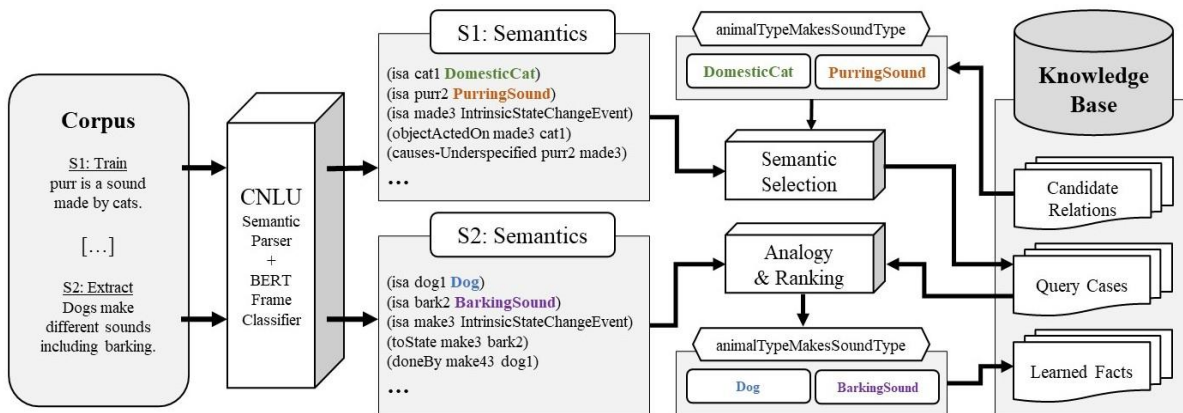 Corpus
S1: Train
purr is a sound
made by cats.
[…]
S2: Extract
Dogs make
different sounds
including barking.
CNLU
Semantic
Parser
+
BERT
Frame
Classifier
S1: Semantics
(isa cat1 DomesticCat)
(isa purr2 PurringSound)
(isa made3 IntrinsicStateChangeEvent)
(objectActedOn made3 cat1)
(causes-Underspecified purr2 made3)
…
S2: Semantics
(isa dog1 Dog)
(isa bark2 BarkingSound)
(isa make3 IntrinsicStateChangeEvent)
(toState make3 bark2)
(doneBy make43 dog1)
…
animalTypeMakesSoundType
DomesticCat
PurringSound
Semantic
Selection
Analogy
& Ranking
animalTypeMakesSoundType
Dog
BarkingSound
Knowledge
Base
Candidate
Relations
Query Cases
Learned Facts